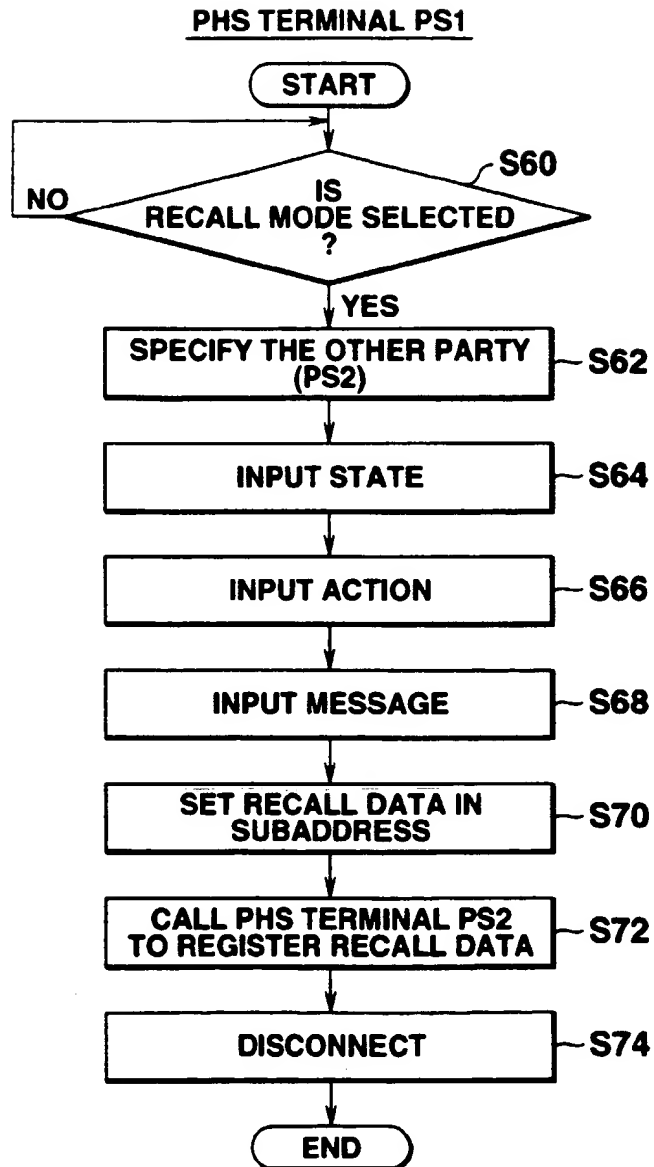 PHS TERMINAL PS1
START
S60
IS
RECALL MODE SELECTED
?
NO
YES
SPECIFY THE OTHER PARTY
(PS2)
S62
INPUT STATE
S64
INPUT ACTION
S66
INPUT MESSAGE
S68
SET RECALL DATA IN
SUBADDRESS
S70
CALL PHS TERMINAL PS2
TO REGISTER RECALL DATA
S72
DISCONNECT
S74
END